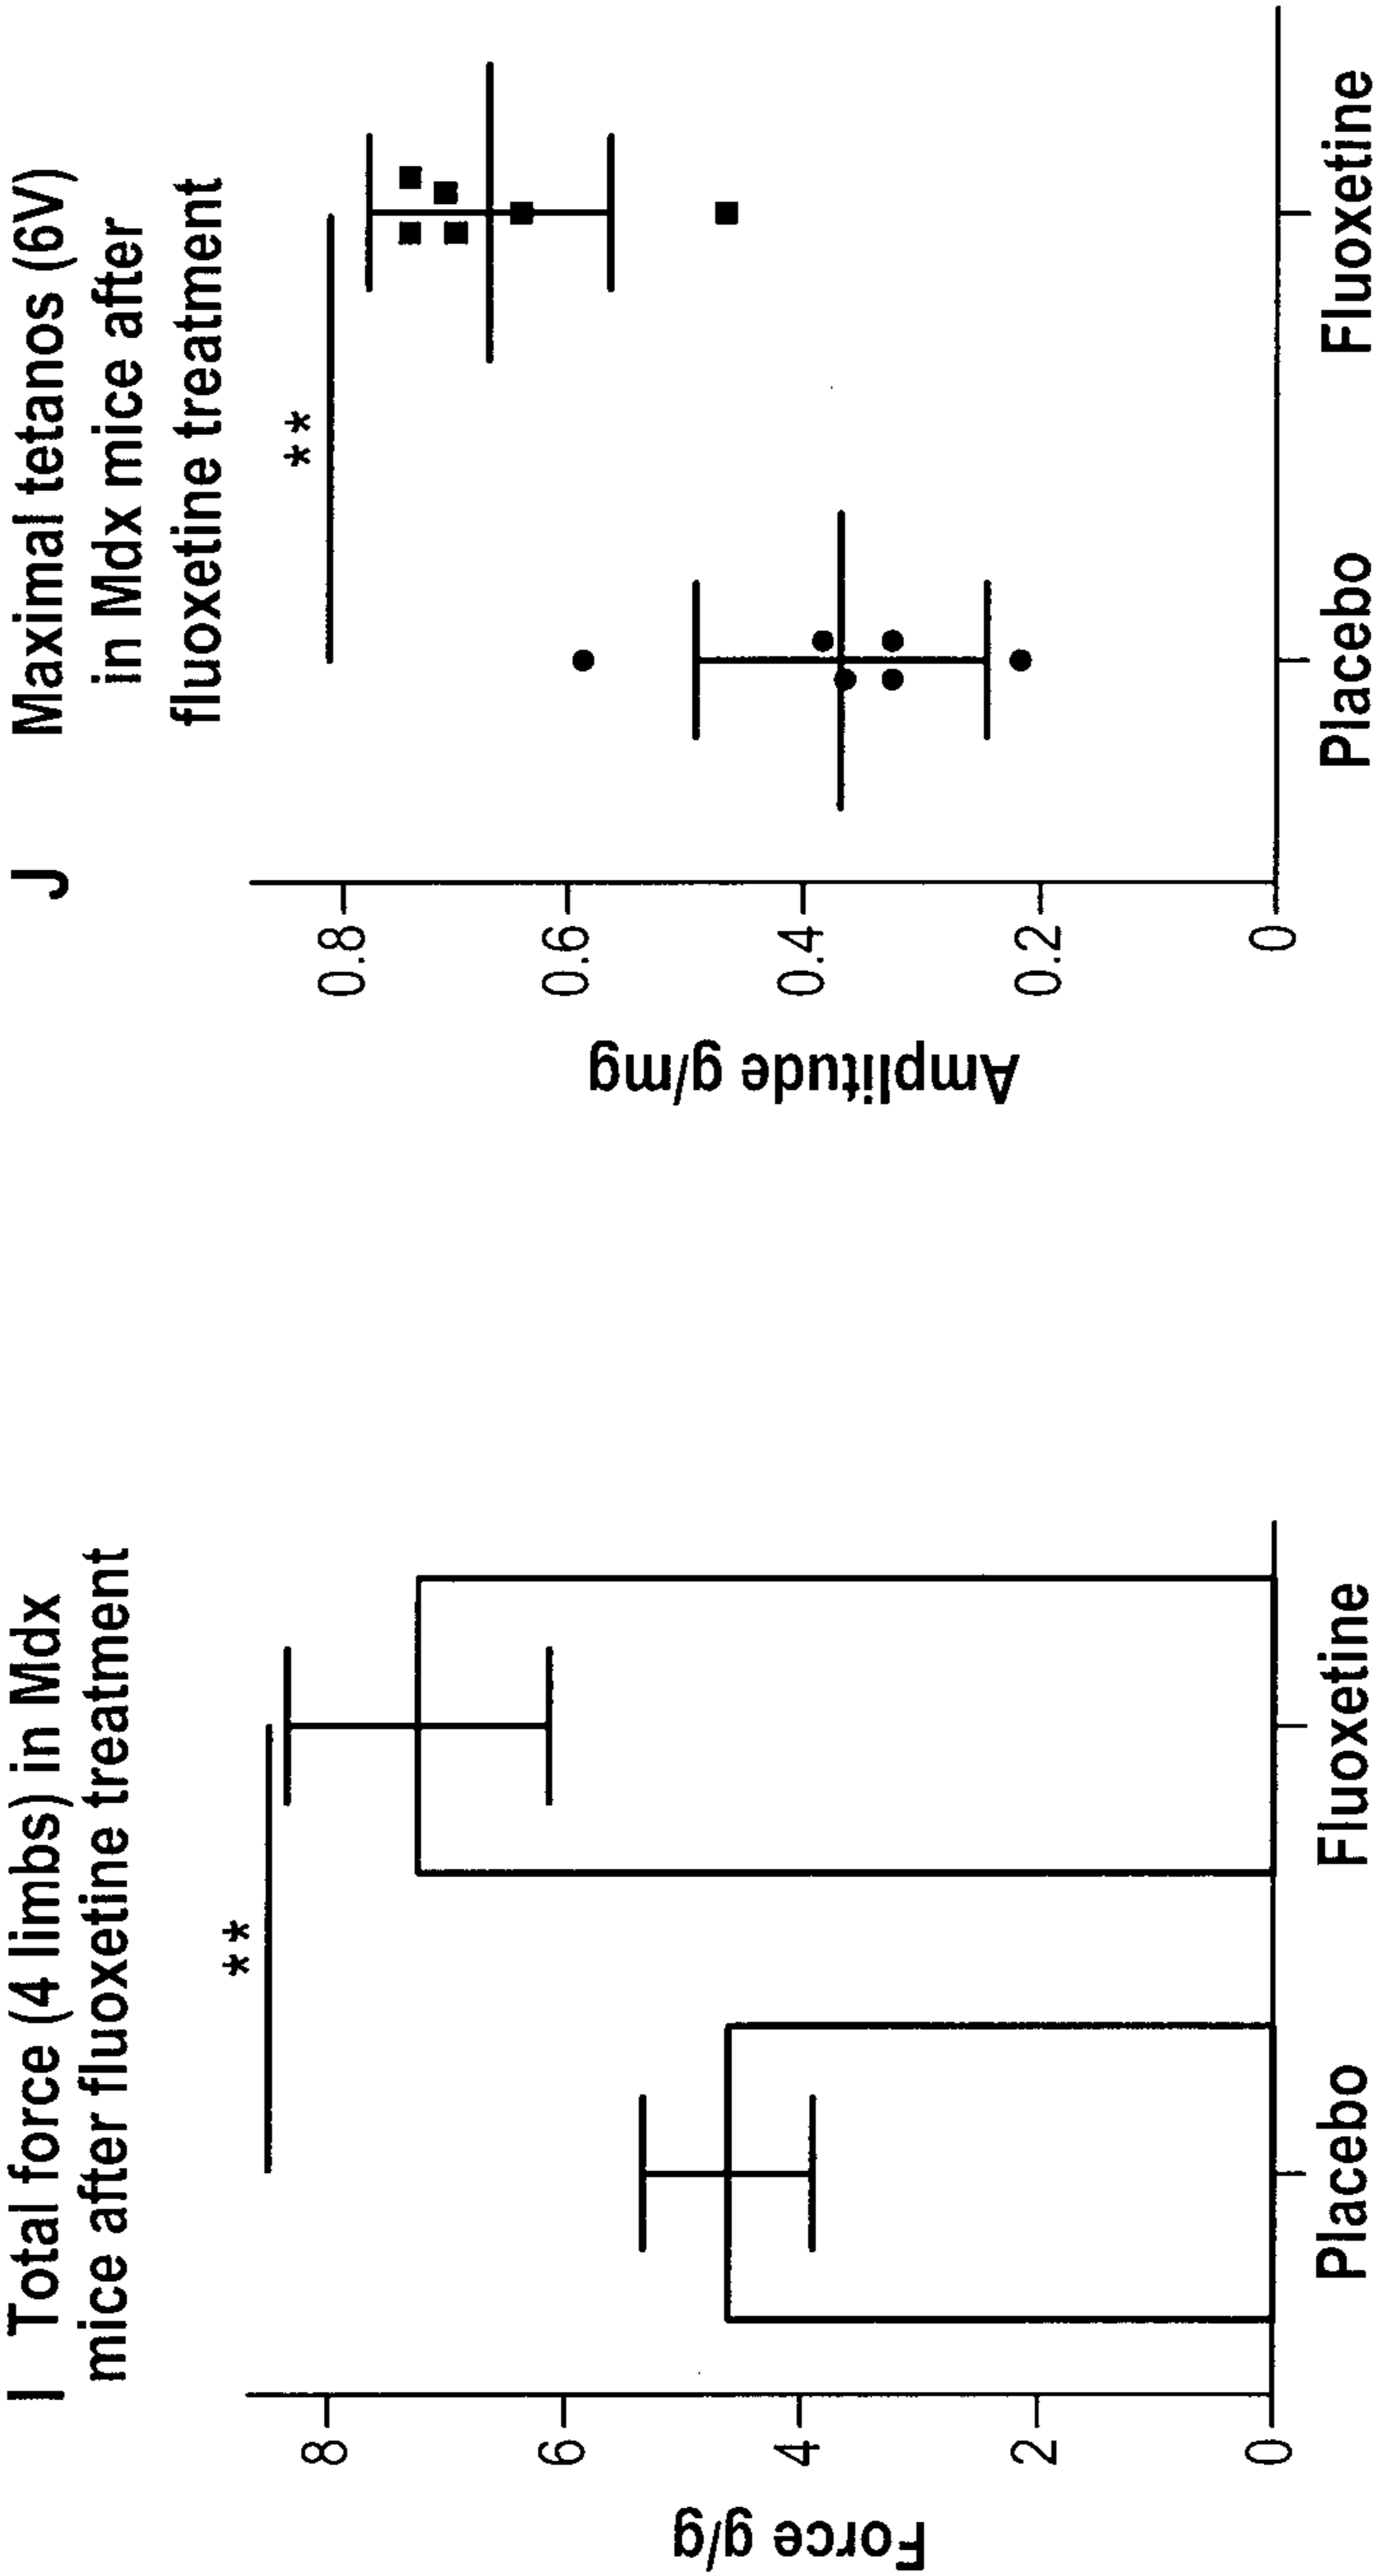 I Total force (4 limbs) in Mdx
mice after fluoxetine treatment
**
8
6
4
2
0
Force g/g
Placebo
Fluoxetine
J Maximal tetanos (6V)
in Mdx mice after
fluoxetine treatment
**
0.8
0.6
0.4
0.2
0
Amplitude g/mg
Placebo
Fluoxetine